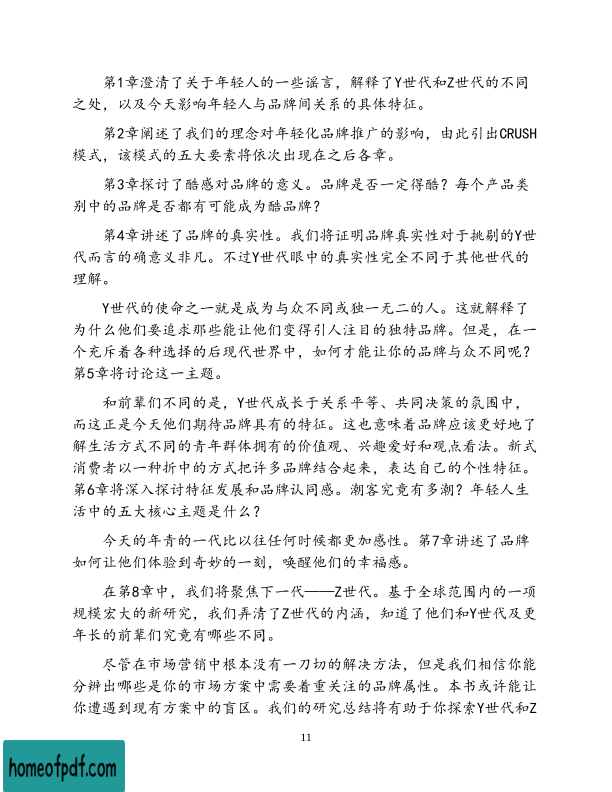 第1章澄清了关于年轻人的一些谣言，解释了Y世代和Z世代的不同
之处，以及今天影响年轻人与品牌间关系的具体特征。
第2章阐述了我们的理念对年轻化品牌推广的影响，由此引出CRUSH
模式，该模式的五大要素将依次出现在之后各章。
第3章探讨了酷感对品牌的意义。品牌是否一定得酷？每个产品类
别中的品牌是否都有可能成为酷品牌？
第4章讲述了品牌的真实性。我们将证明品牌真实性对于挑剔的Y世
代而言的确意义非凡。不过Y世代眼中的真实性完全不同于其他世代的
理解。
Y世代的使命之一就是成为与众不同或独一无二的人。这就解释了
为什么他们要追求那些能让他们变得引人注目的独特品牌。但是，在一
个充斥着各种选择的后现代世界中，如何才能让你的品牌与众不同呢？
第5章将讨论这一主题。
和前辈们不同的是，Y世代成长于关系平等、共同决策的氛围中，
而这正是今天他们期待品牌具有的特征。这也意味着品牌应该更好地了
解生活方式不同的青年群体拥有的价值观、兴趣爱好和观点看法。新式
消费者以一种折中的方式把许多品牌结合起来，表达自己的个性特征。
第6章将深入探讨特征发展和品牌认同感。潮客究竟有多潮？年轻人生
活中的五大核心主题是什么？
今天的年青的一代比以往任何时候都更加感性。第7章讲述了品牌
如何让他们体验到奇妙的一刻，唤醒他们的幸福感。
在第8章中，我们将聚焦下一代——Z世代。基于全球范围内的一项
规模宏大的新研究，我们弄清了Z世代的内涵，知道了他们和Y世代及更
年长的前辈们究竟有哪些不同。
尽管在市场营销中根本没有一刀切的解决方法，但是我们相信你能
分辨出哪些是你的市场方案中需要着重关注的品牌属性。本书或许能让
你遭遇到现有方案中的盲区。我们的研究总结将有助于你探索Y世代和Z
11
homeofpdf.com